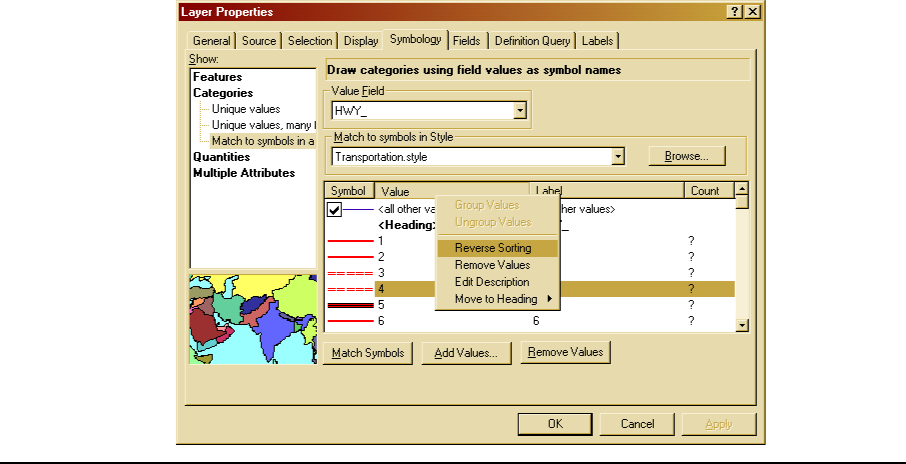 Layer Properties
General Source Selection Display Symbology Fields Definition Query Labels
Show:
Features
Categories
Unique values
Unique values, many
Match to symbols in a
Quantities
Multiple Attributes
Draw categories using field values as symbol names
Value Field
HWY_
Match to symbols in Style
Transportation.style
Browse...
Symbol Value Label Count
<all other va her values>
<Heading>
1 ?
2 ?
3 ?
4 ?
5 ?
6 6 ?
Group Values
Ungroup Values
Reverse Sorting
Remove Values
Edit Description
Move to Heading
Match Symbols Add Values... Remove Values
OK Cancel Apply